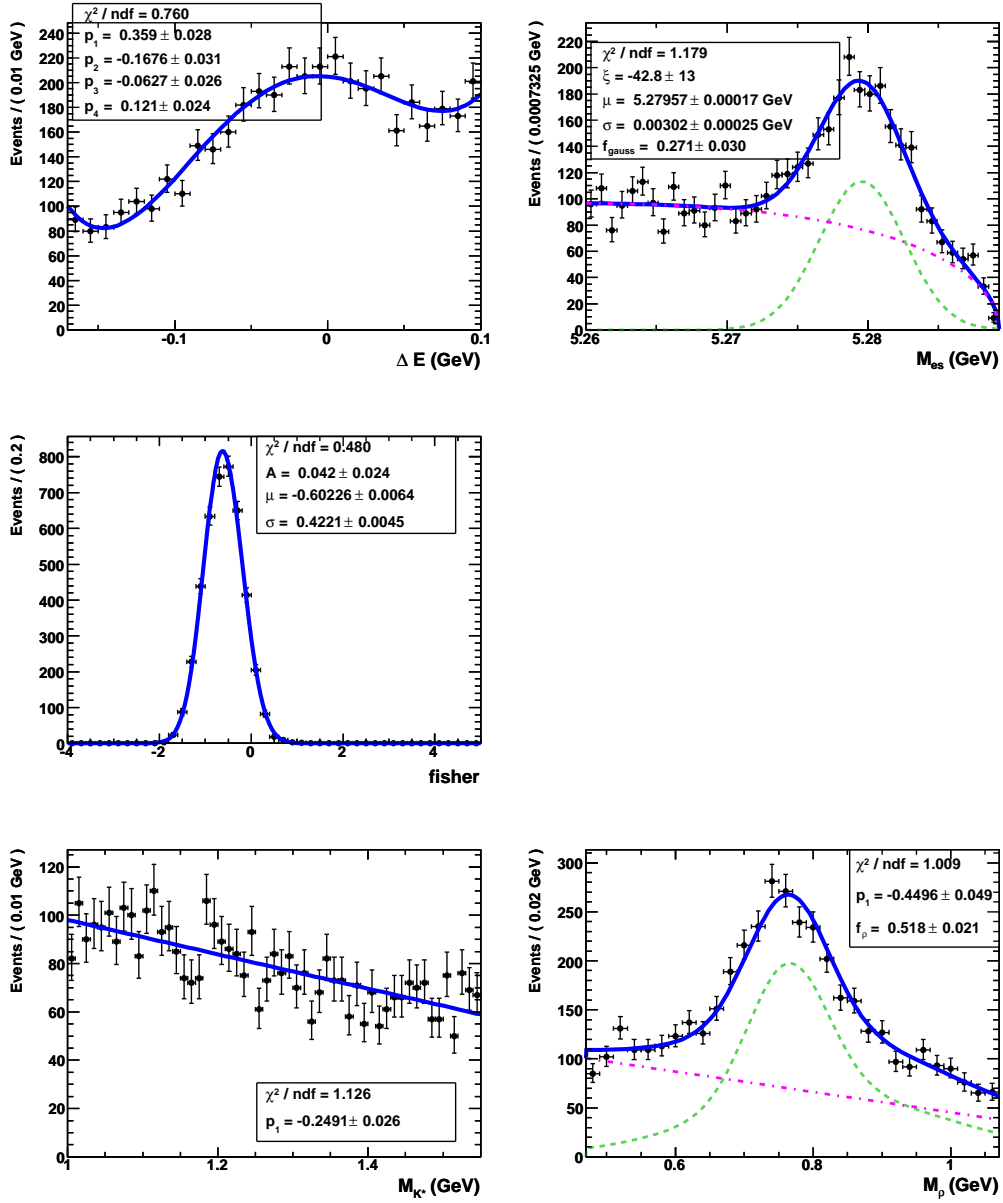 χ² / ndf = 0.760
p₁ = 0.359 ± 0.028
p₂ = -0.1676 ± 0.031
p₃ = -0.0627 ± 0.026
p₄ = 0.121 ± 0.024
Events / ( 0.01 GeV )
0 20 40 60 80 100 120 140 160 180 200 220 240
-0.1 0 0.1
Δ E (GeV)
χ² / ndf = 1.179
ξ = -42.8 ± 13
μ = 5.27957 ± 0.00017 GeV
σ = 0.00302 ± 0.00025 GeV
f_gauss = 0.271 ± 0.030
Events / ( 0.0007325 GeV )
0 20 40 60 80 100 120 140 160 180 200 220
5.26 5.27 5.28
M_es (GeV)
χ² / ndf = 0.480
A = 0.042 ± 0.024
μ = -0.60226 ± 0.0064
σ = 0.4221 ± 0.0045
Events / ( 0.2 )
0 100 200 300 400 500 600 700 800
-4 -2 0 2 4
fisher
Events / ( 0.01 GeV )
0 20 40 60 80 100 120
χ² / ndf = 1.126
p₁ = -0.2491 ± 0.026
1 1.2 1.4
M_K* (GeV)
χ² / ndf = 1.009
p₁ = -0.4496 ± 0.049
f_ρ = 0.518 ± 0.021
Events / ( 0.02 GeV )
0 50 100 150 200 250 300
0.6 0.8 1
M_ρ (GeV)